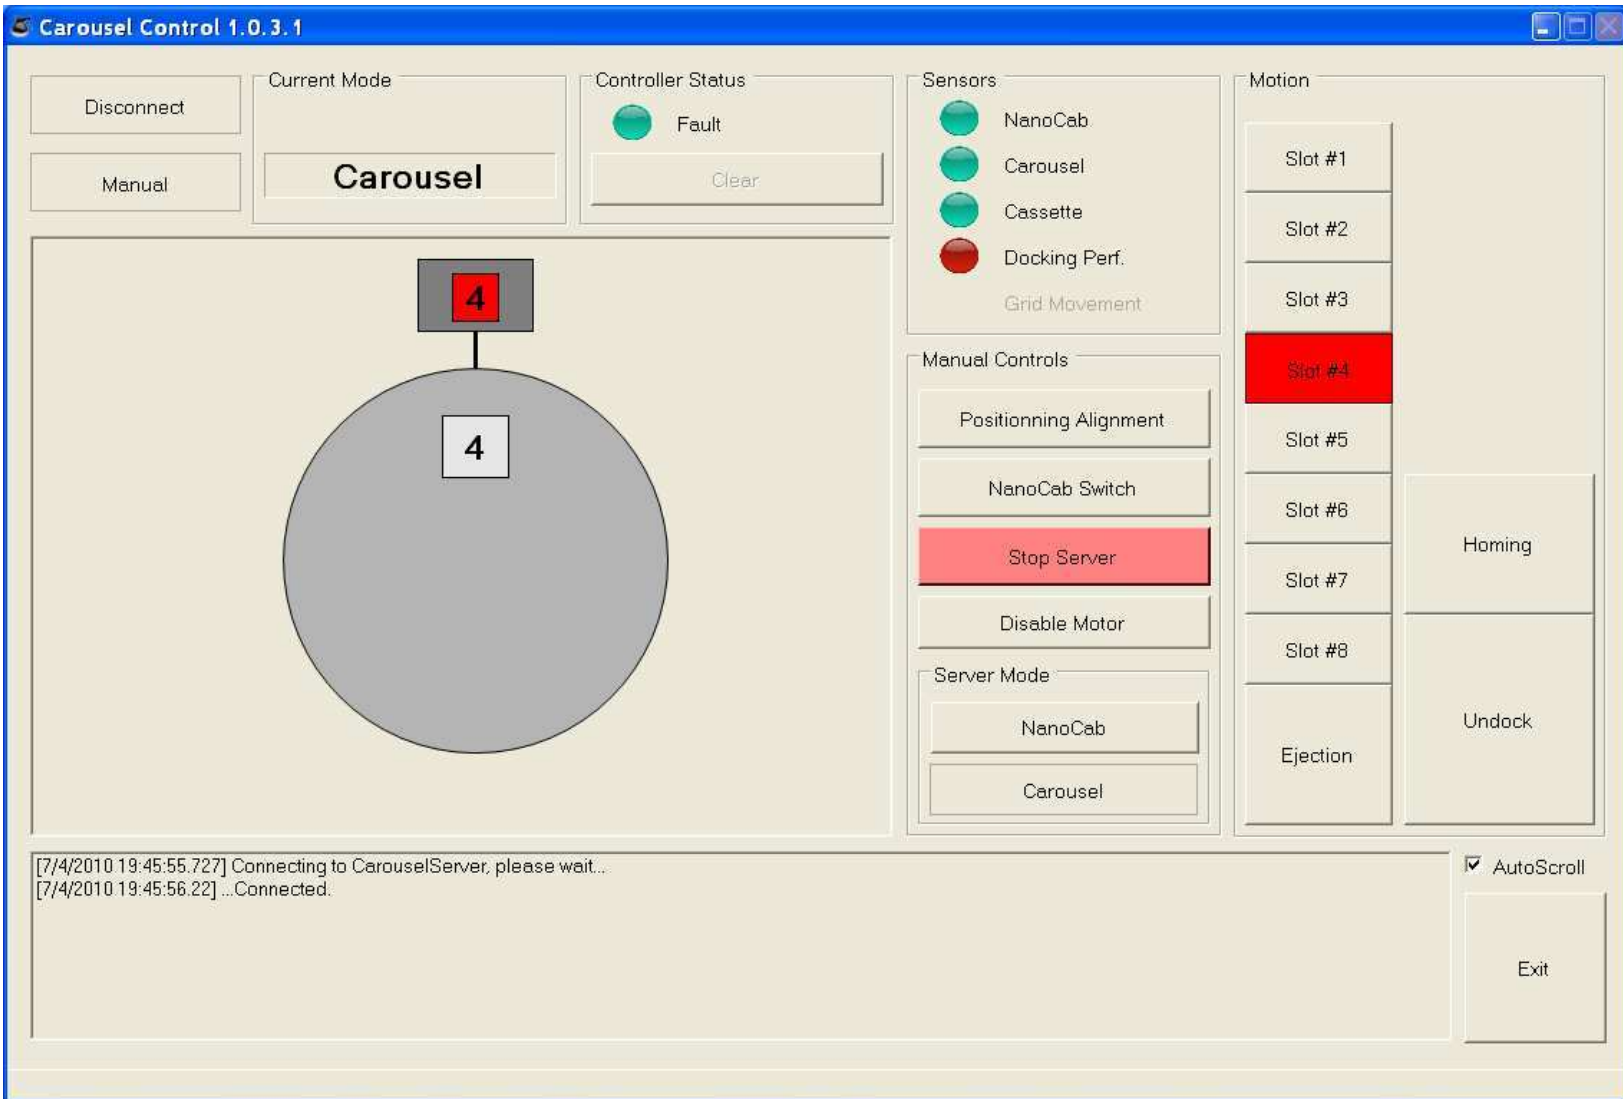 Carousel Control 1.0.3.1
Disconnect
Manual
Current Mode
Carousel
Controller Status
Fault
Clear
Sensors
NanoCab
Carousel
Cassette
Docking Perf.
Grid Movement
Motion
Slot #1
Slot #2
Slot #3
Slot #4
Slot #5
Slot #6
Slot #7
Slot #8
Ejection
Homing
Undock
4
4
Manual Controls
Positionning Alignment
NanoCab Switch
Stop Server
Disable Motor
Server Mode
NanoCab
Carousel
[7/4/2010 19:45:55.727] Connecting to CarouselServer, please wait...
[7/4/2010 19:45:56.22] ...Connected.
AutoScroll
Exit